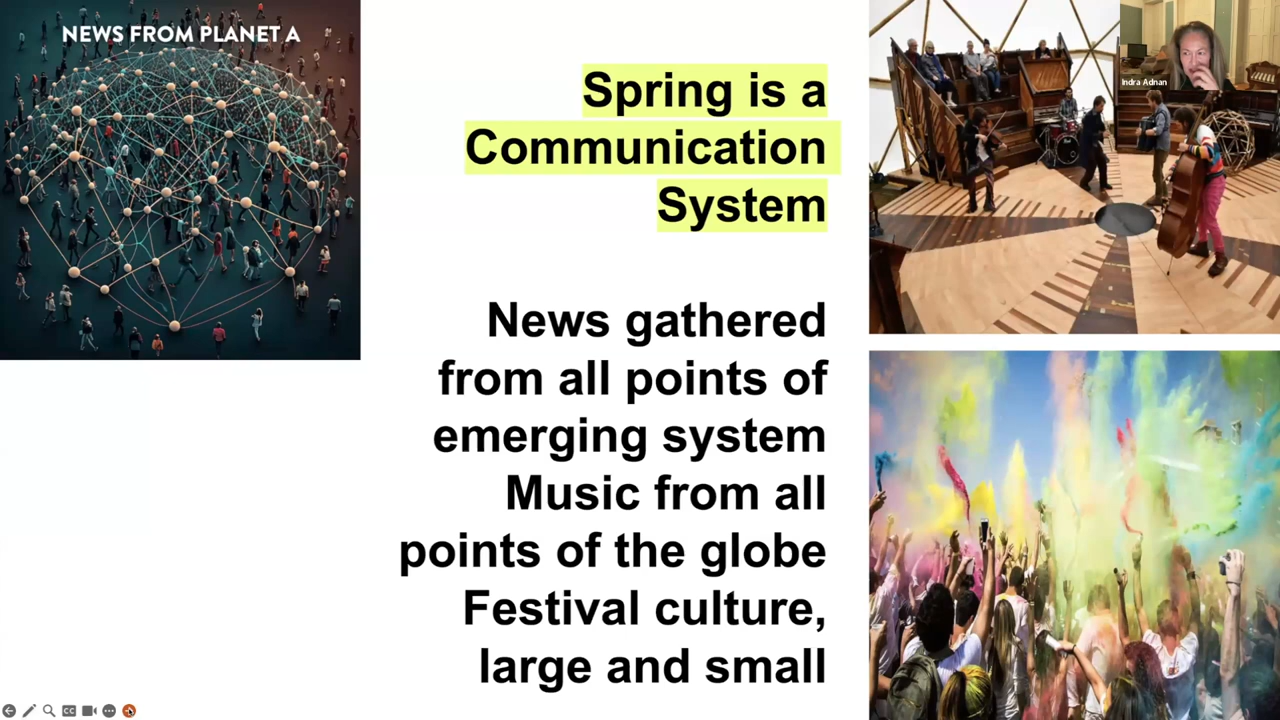 NEWS FROM PLANET A
Spring is a
Communication
System
News gathered
from all points of
emerging system
Music from all
points of the globe
Festival culture,
large and small
Indra Adnan
CC